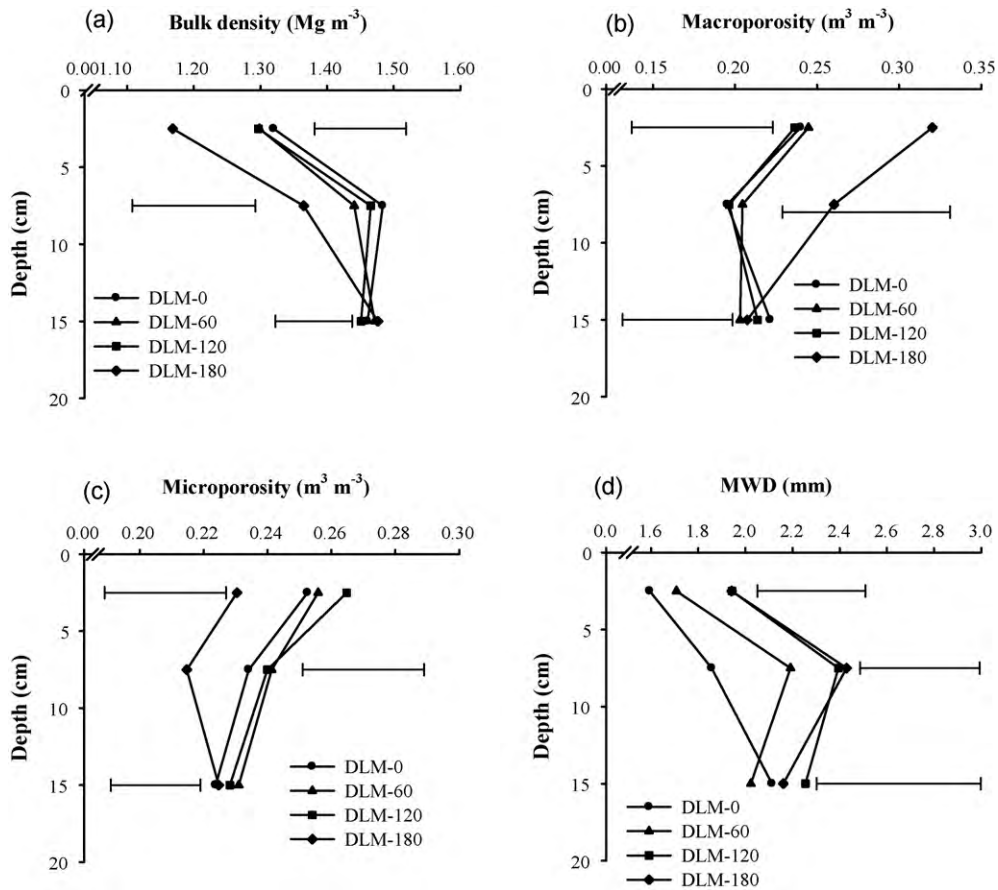 (a)
Bulk density (Mg m⁻³)
0.00 1.10 1.20 1.30 1.40 1.50 1.60
0
5
10
15
20
Depth (cm)
DLM-0
DLM-60
DLM-120
DLM-180
(b)
Macroporosity (m³ m⁻³)
0.00 0.15 0.20 0.25 0.30 0.35
0
5
10
15
20
Depth (cm)
DLM-0
DLM-60
DLM-120
DLM-180
(c)
Microporosity (m³ m⁻³)
0.00 0.20 0.22 0.24 0.26 0.28 0.30
0
5
10
15
20
Depth (cm)
DLM-0
DLM-60
DLM-120
DLM-180
(d)
MWD (mm)
0.0 1.6 1.8 2.0 2.2 2.4 2.6 2.8 3.0
0
5
10
15
20
Depth (cm)
DLM-0
DLM-60
DLM-120
DLM-180